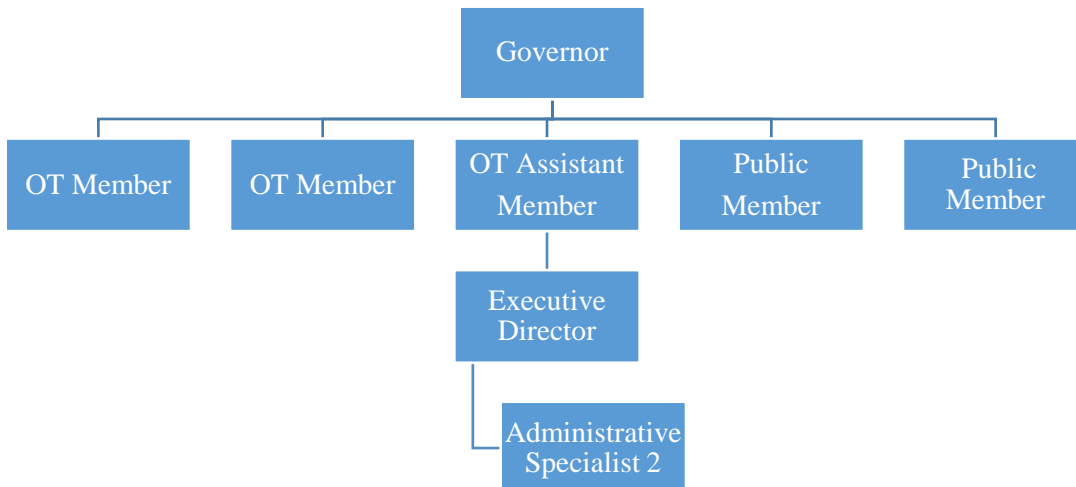 Governor
OT Member
OT Member
OT Assistant
Member
Public
Member
Public
Member
Executive
Director
Administrative
Specialist 2